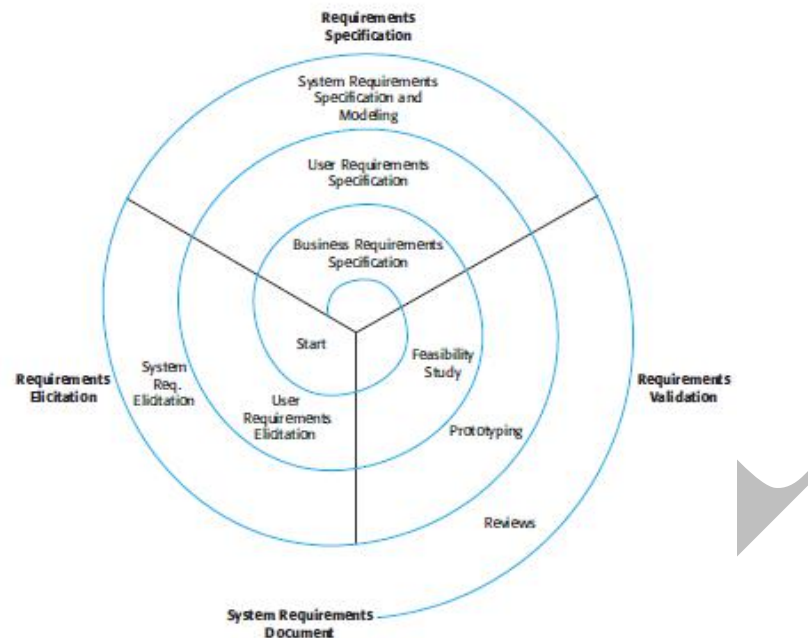 Requirements
Specification
System Requirements
Specification and
Modeling
User Requirements
Specification
Business Requirements
Specification
Start
Feasibility
Study
System
Req.
Elicitation
Requirements
Elicitation
User
Requirements
Elicitation
Requirements
Validation
Prototyping
Reviews
System Requirements
Document